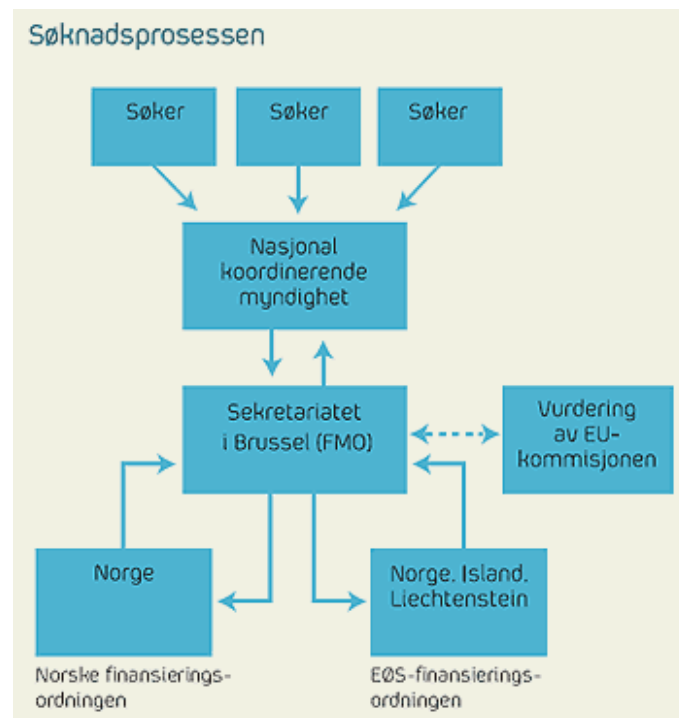 Søknadsprosessen
Søker
Søker
Søker
Nasjonal
koordinerende
myndighet
Sekretariatet
i Brussel (FMO)
Vurdering
av EU-
kommisjonen
Norge
Norge. Island.
Liechtenstein
Norske finansierings-
ordningen
EØS-finansierings-
ordningen